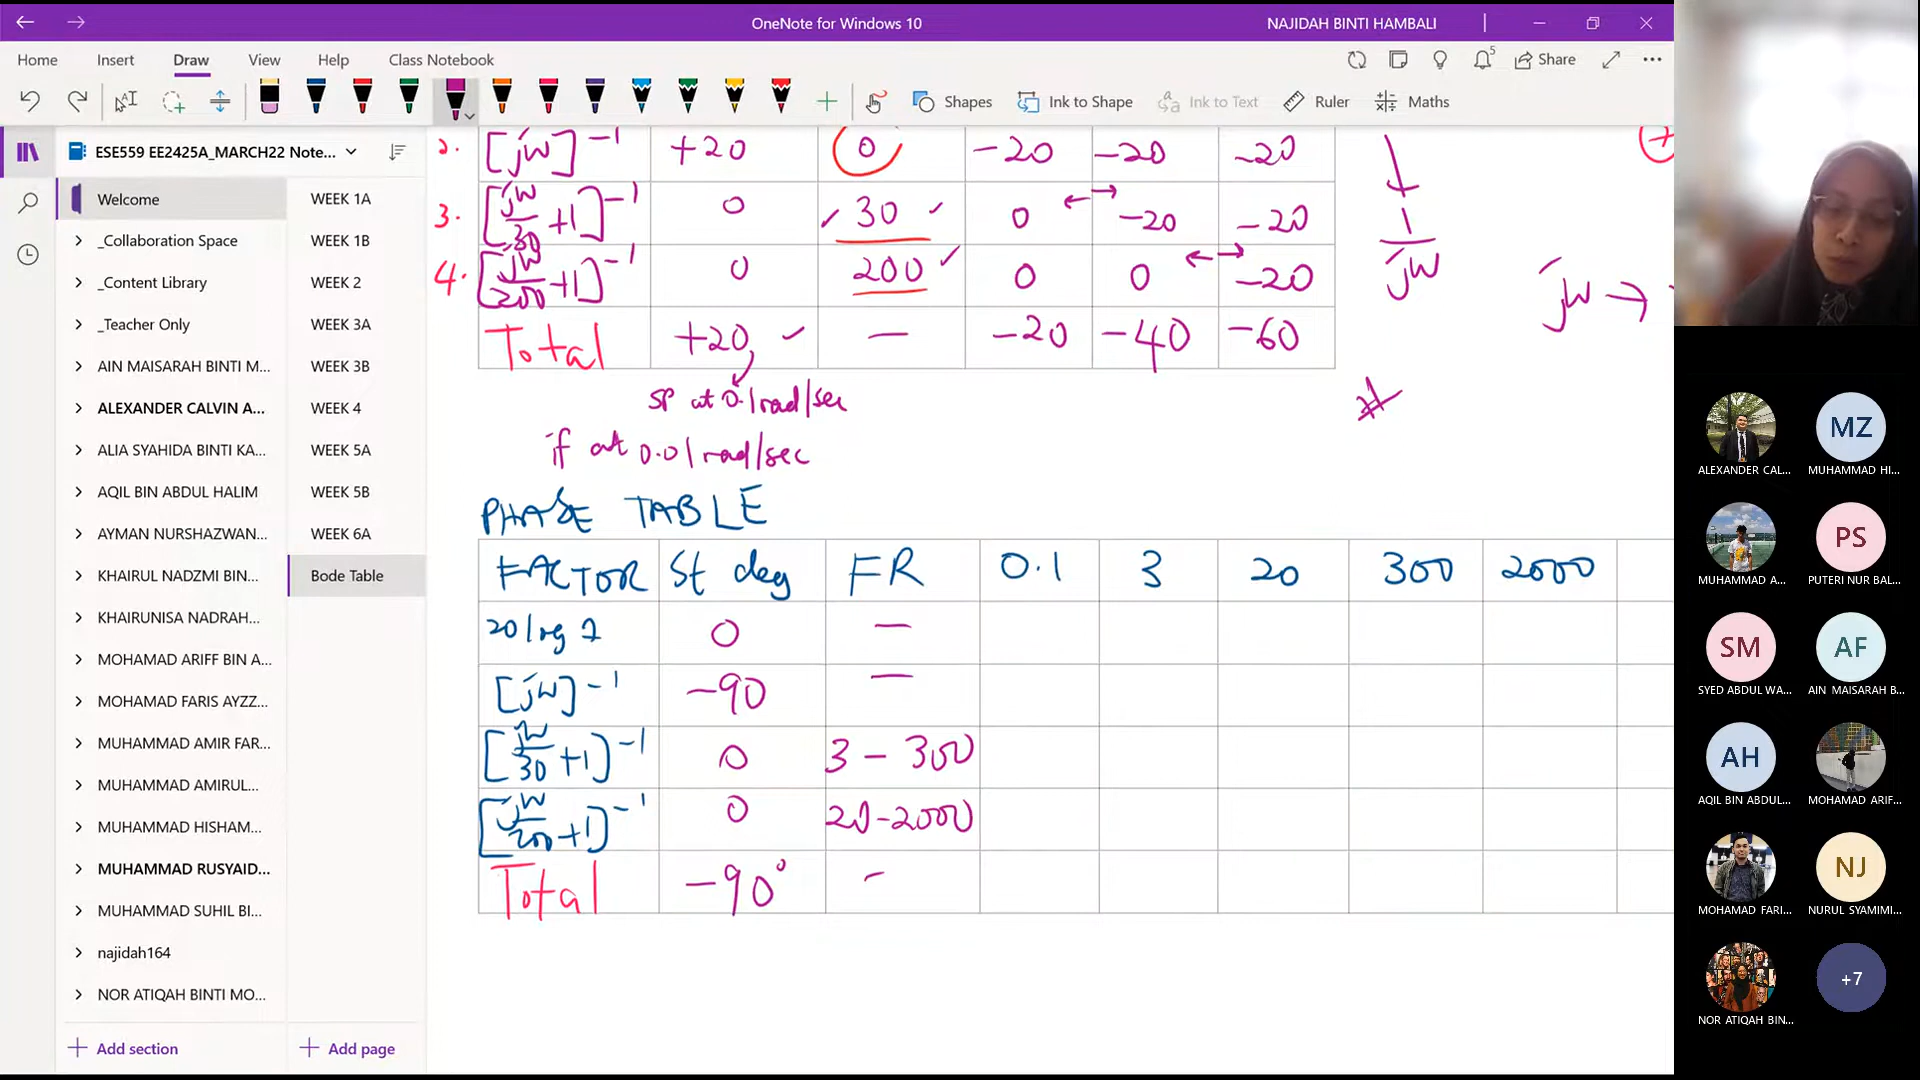 OneNote for Windows 10
NAJIDAH BINTI HAMBALI
Home Insert Draw View Help Class Notebook
5 Share
Shapes Ink to Shape Ink to Text Ruler Maths
ESE559 EE2425A_MARCH22 Note...
Welcome
_Collaboration Space
_Content Library
_Teacher Only
AIN MAISARAH BINTI M...
ALEXANDER CALVIN A...
ALIA SYAHIDA BINTI KA...
AQIL BIN ABDUL HALIM
AYMAN NURSHAZWAN...
KHAIRUL NADZMI BIN...
KHAIRUNISA NADRAH...
MOHAMAD ARIFF BIN A...
MOHAMAD FARIS AYZZ...
MUHAMMAD AMIR FAR...
MUHAMMAD AMIRUL...
MUHAMMAD HISHAM...
MUHAMMAD RUSYAID...
MUHAMMAD SUHIL BI...
najidah164
NOR ATIQAH BINTI MO...
Add section
WEEK 1A
WEEK 1B
WEEK 2
WEEK 3A
WEEK 3B
WEEK 4
WEEK 5A
WEEK 5B
WEEK 6A
Bode Table
Add page
2. [jw]⁻¹ +20 0 -20 -20 -20
3. [jw/30 +1]⁻¹ 0 ✓ 30 ✓ 0 ←→ -20 -20
4. [jw/200 +1]⁻¹ 0 200 ✓ 0 0 ←→ -20
Total +20 ✓ — -20 -40 -60
1/jw
jw →
SP at 0.1 rad/sec
if at 0.01 rad/sec
PHASE TABLE
FACTOR St deg FR 0.1 3 20 300 2000
20 log 2 0 —
[jw]⁻¹ -90 —
[jw/30 +1]⁻¹ 0 3 - 300
[jw/200 +1]⁻¹ 0 20-2000
Total -90° -
ALEXANDER CAL...
MZ
MUHAMMAD HI...
MUHAMMAD A...
PS
PUTERI NUR BAL...
SM
SYED ABDUL WA...
AF
AIN MAISARAH B...
AH
AQIL BIN ABDUL...
MOHAMAD ARIF...
MOHAMAD FARI...
NJ
NURUL SYAMIMI...
NOR ATIQAH BIN...
+7